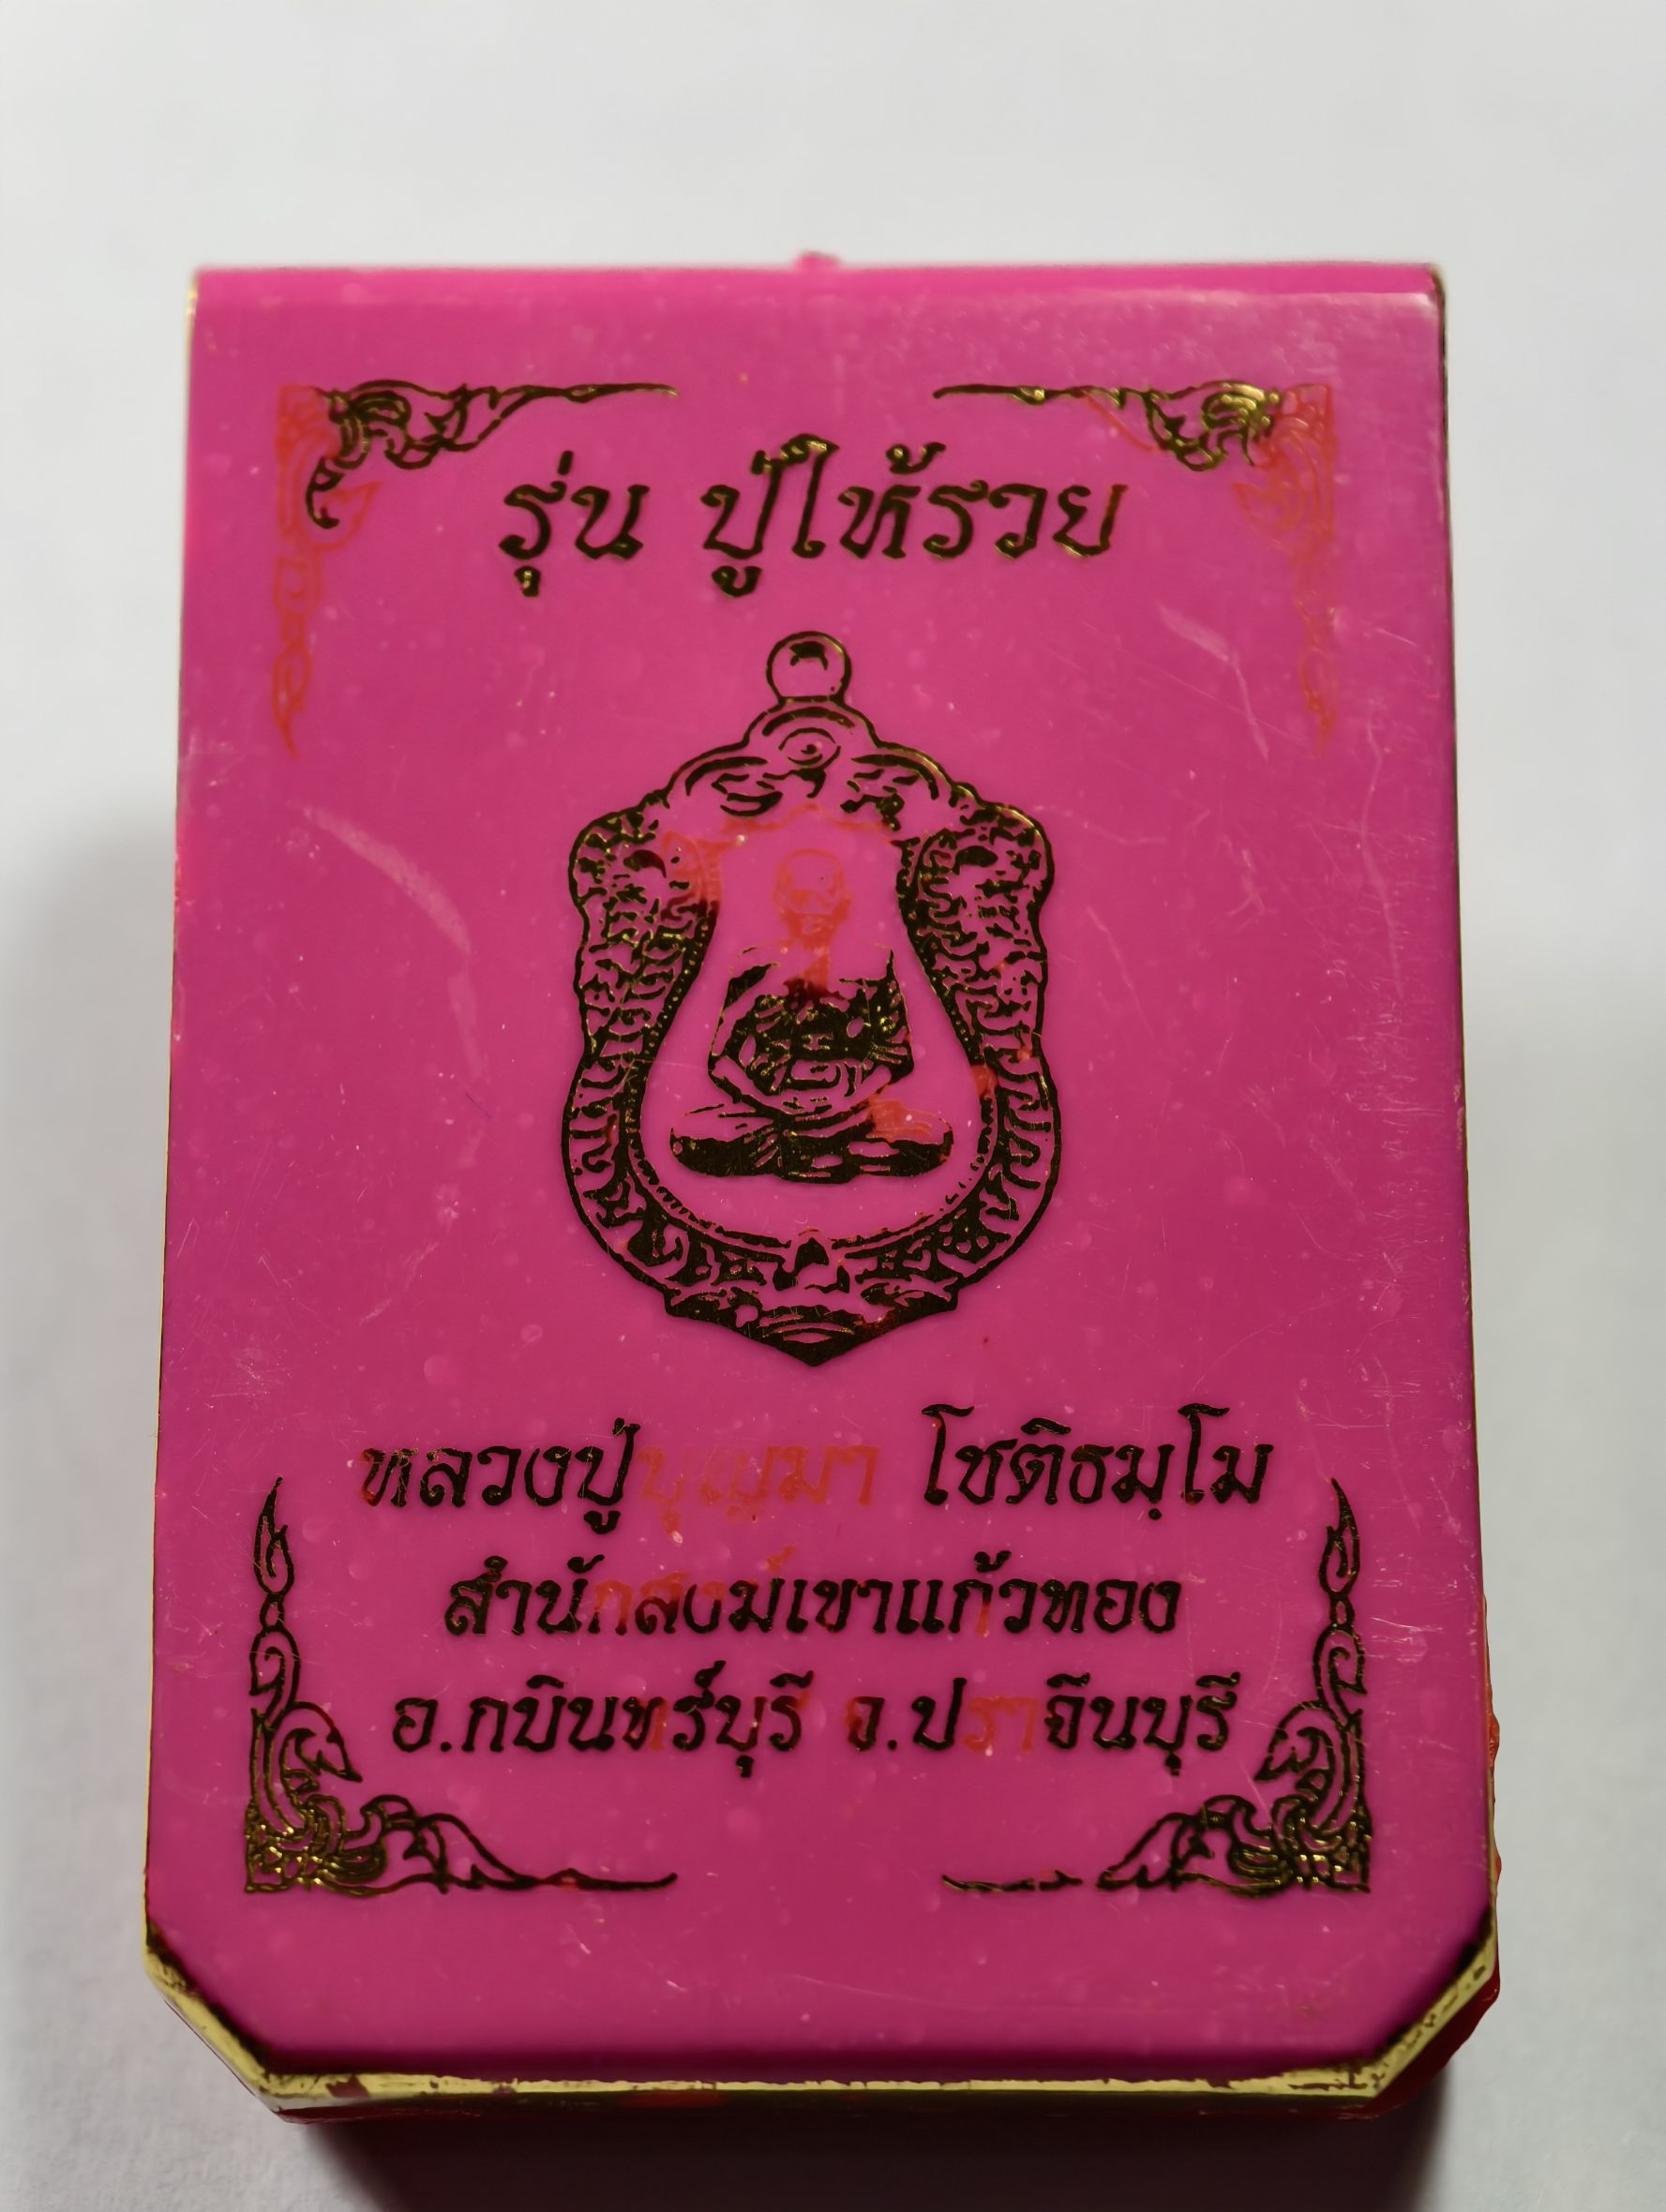 รุ่น ปู่ให้รวย
หลวงปู่บุญมา โชติธมฺโม
สำนักสงฆ์เขาแก้วทอง
อ.กบินทร์บุรี จ.ปราจีนบุรี